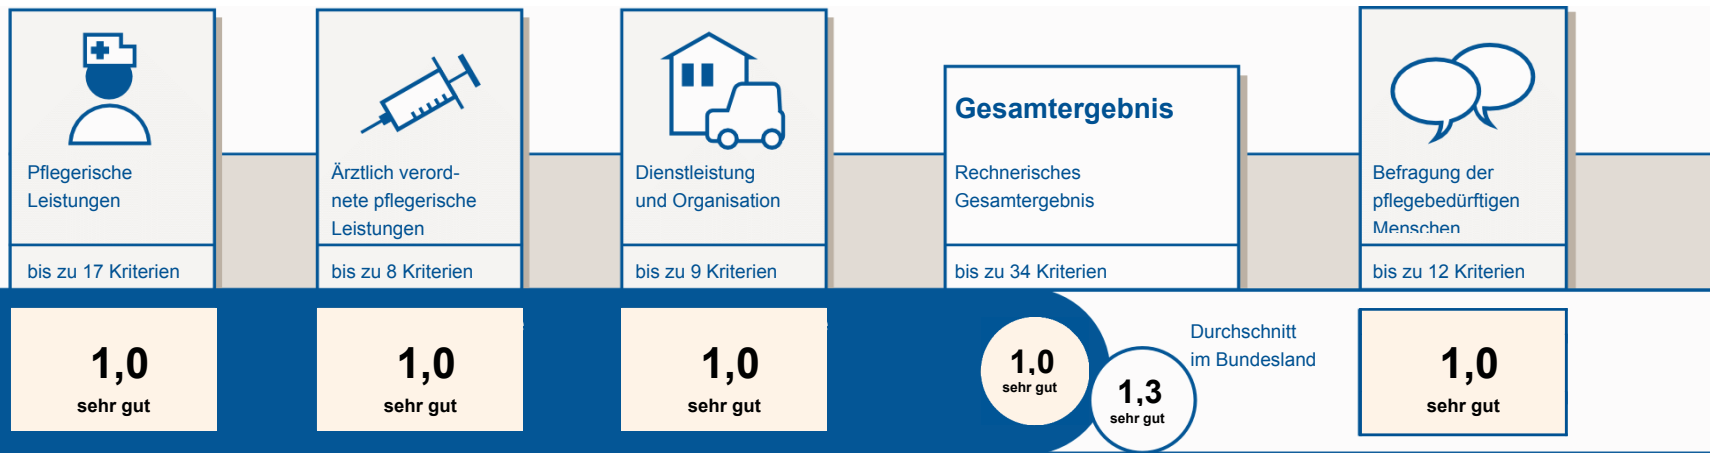 Pflegerische
Leistungen
bis zu 17 Kriterien
1,0
sehr gut
Ärztlich verord-
nete pflegerische
Leistungen
bis zu 8 Kriterien
1,0
sehr gut
Dienstleistung
und Organisation
bis zu 9 Kriterien
1,0
sehr gut
Gesamtergebnis
Rechnerisches
Gesamtergebnis
bis zu 34 Kriterien
1,0
sehr gut
1,3
sehr gut
Durchschnitt
im Bundesland
Befragung der
pflegebedürftigen
Menschen
bis zu 12 Kriterien
1,0
sehr gut